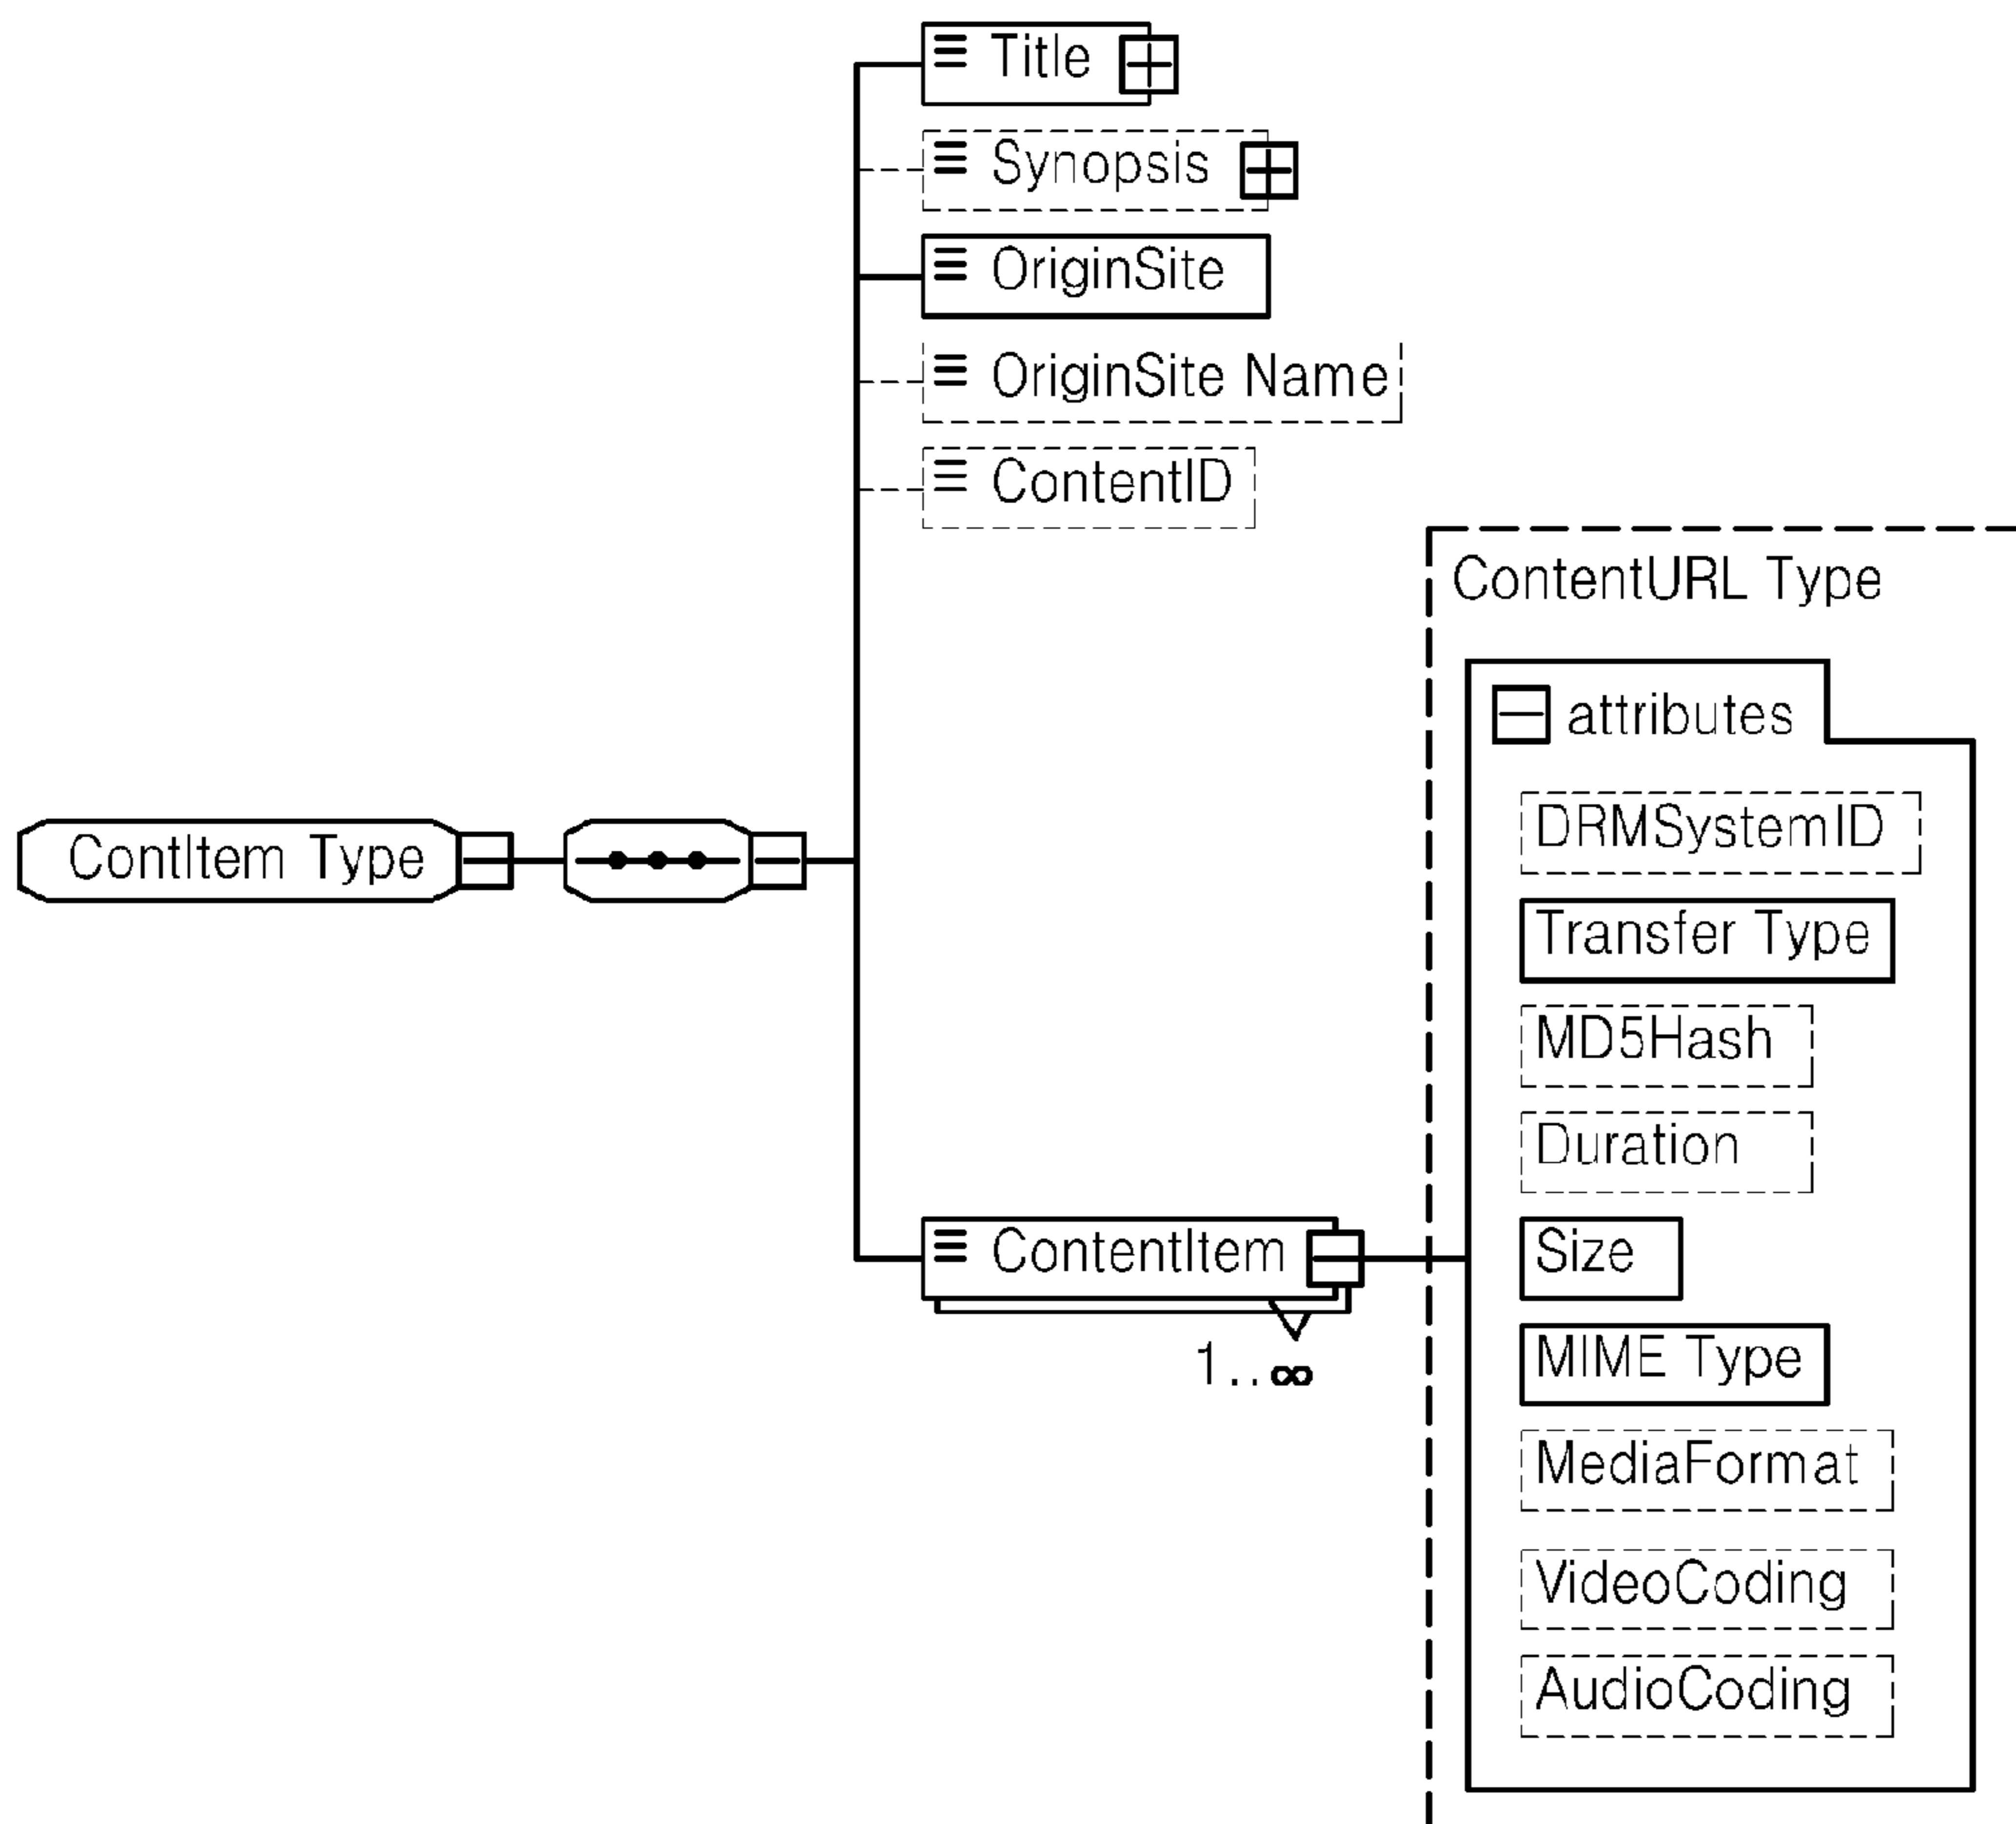 Title
Synopsis
OriginSite
OriginSite Name
ContentID
ContentURL Type
attributes
DRMSystemID
ContItem Type
Transfer Type
MD5Hash
Duration
ContentItem
Size
1..∞
MIME Type
MediaFormat
VideoCoding
AudioCoding